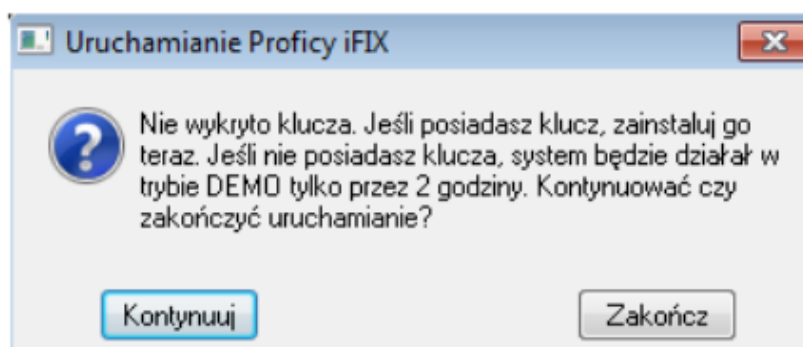 Uruchamianie Proficy iFIX
Nie wykryto klucza. Jeśli posiadasz klucz, zainstaluj go
teraz. Jeśli nie posiadasz klucza, system będzie działał w
trybie DEMO tylko przez 2 godziny. Kontynuować czy
zakończyć uruchamianie?
Kontynuuj
Zakończ